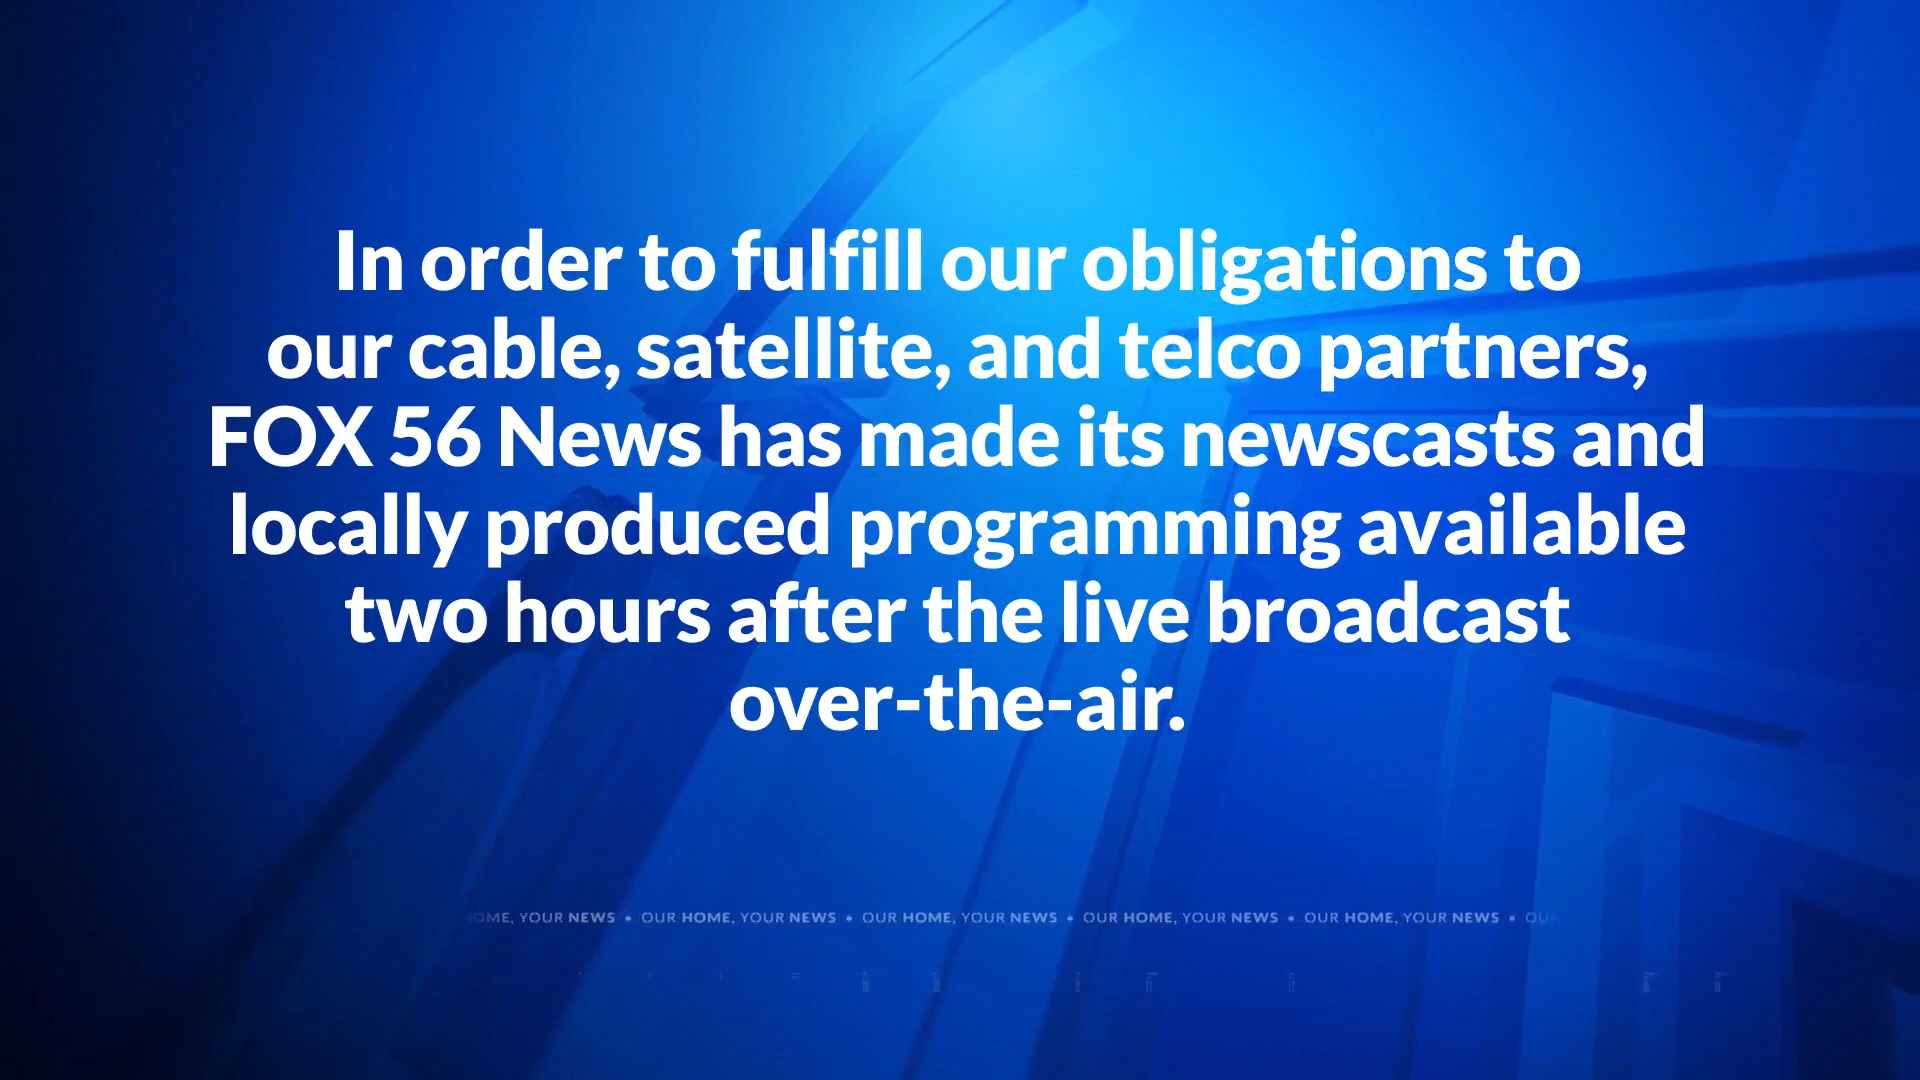 In order to fulfill our obligations to
our cable, satellite, and telco partners,
FOX 56 News has made its newscasts and
locally produced programming available
two hours after the live broadcast
over-the-air.
OME, YOUR NEWS • OUR HOME, YOUR NEWS • OUR HOME, YOUR NEWS • OUR HOME, YOUR NEWS • OUR HOME, YOUR NEWS • OU